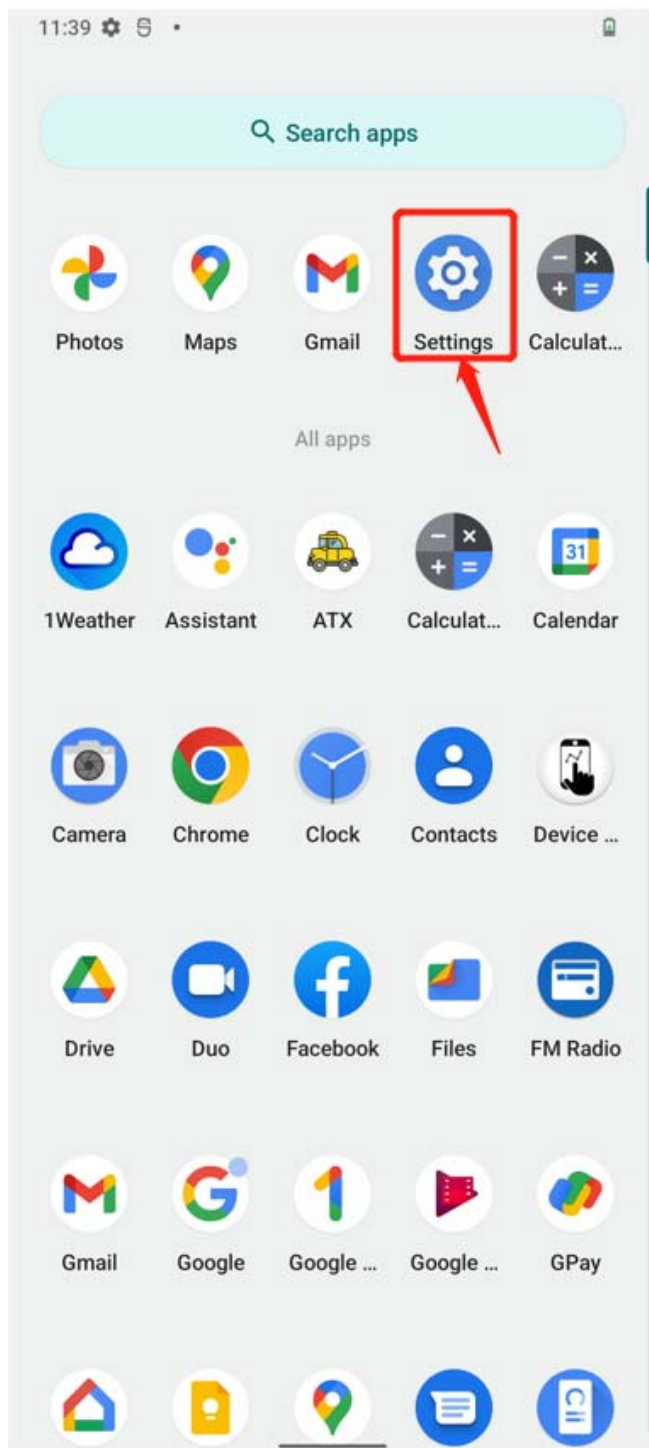 11:39
Search apps
Photos Maps Gmail Settings Calculat...
All apps
1Weather Assistant ATX Calculat... Calendar
31
Camera Chrome Clock Contacts Device ...
Drive Duo Facebook Files FM Radio
Gmail Google Google ... Google ... GPay